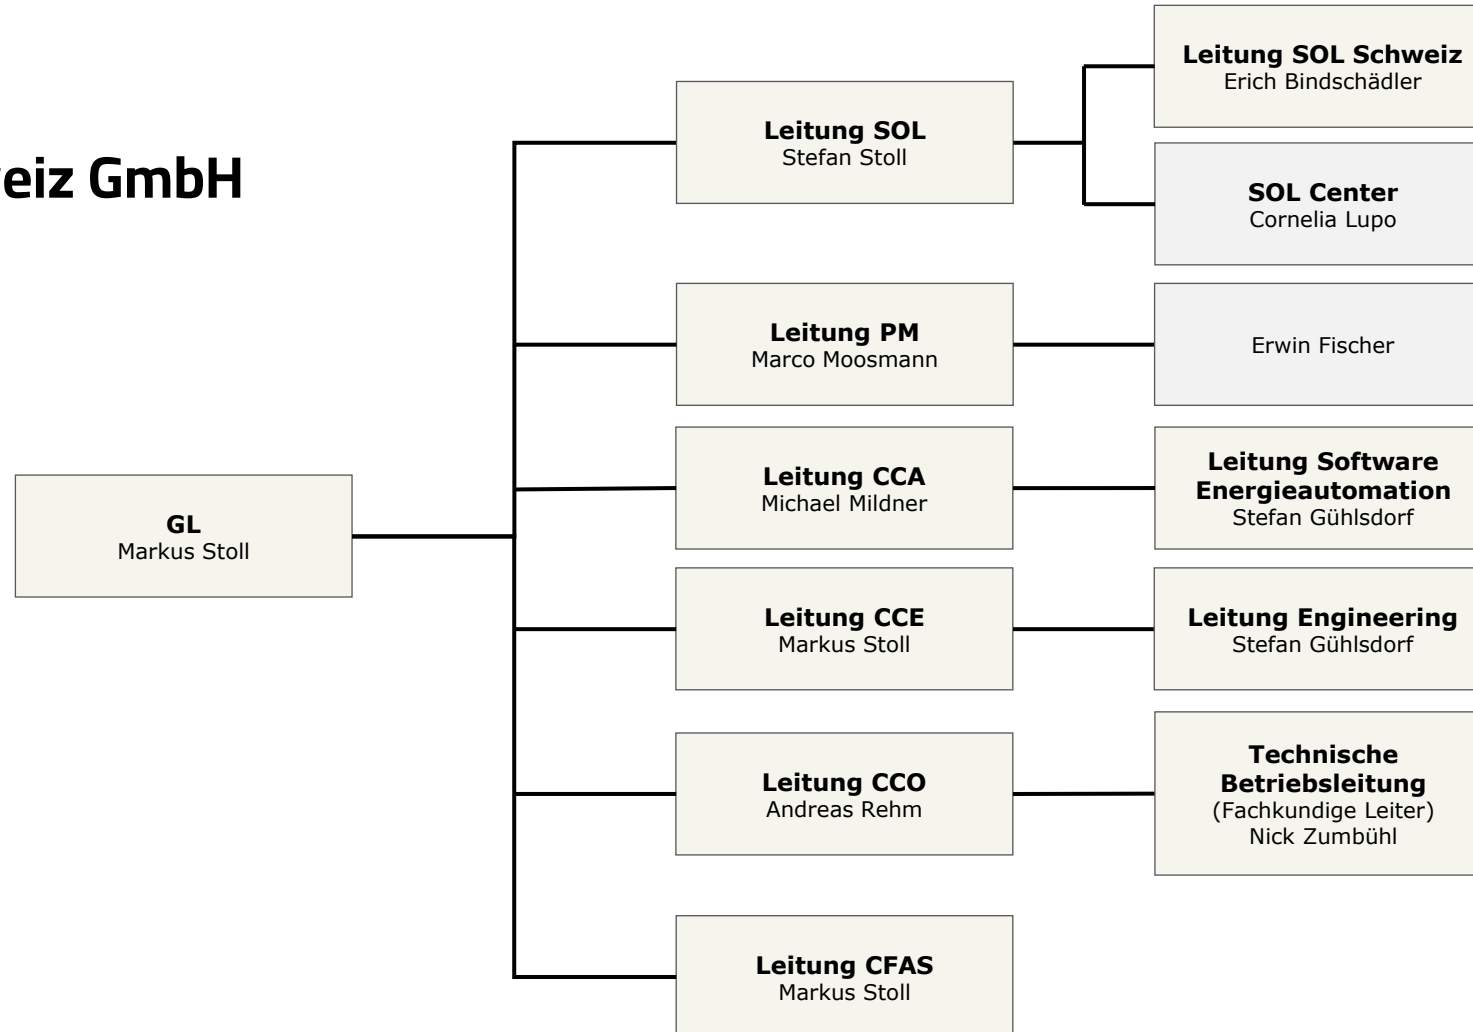 eiz GmbH
GL
Markus Stoll
Leitung SOL
Stefan Stoll
Leitung SOL Schweiz
Erich Bindschädler
SOL Center
Cornelia Lupo
Leitung PM
Marco Moosmann
Erwin Fischer
Leitung CCA
Michael Mildner
Leitung Software
Energieautomation
Stefan Gühlsdorf
Leitung CCE
Markus Stoll
Leitung Engineering
Stefan Gühlsdorf
Leitung CCO
Andreas Rehm
Technische
Betriebsleitung
(Fachkundige Leiter)
Nick Zumbühl
Leitung CFAS
Markus Stoll